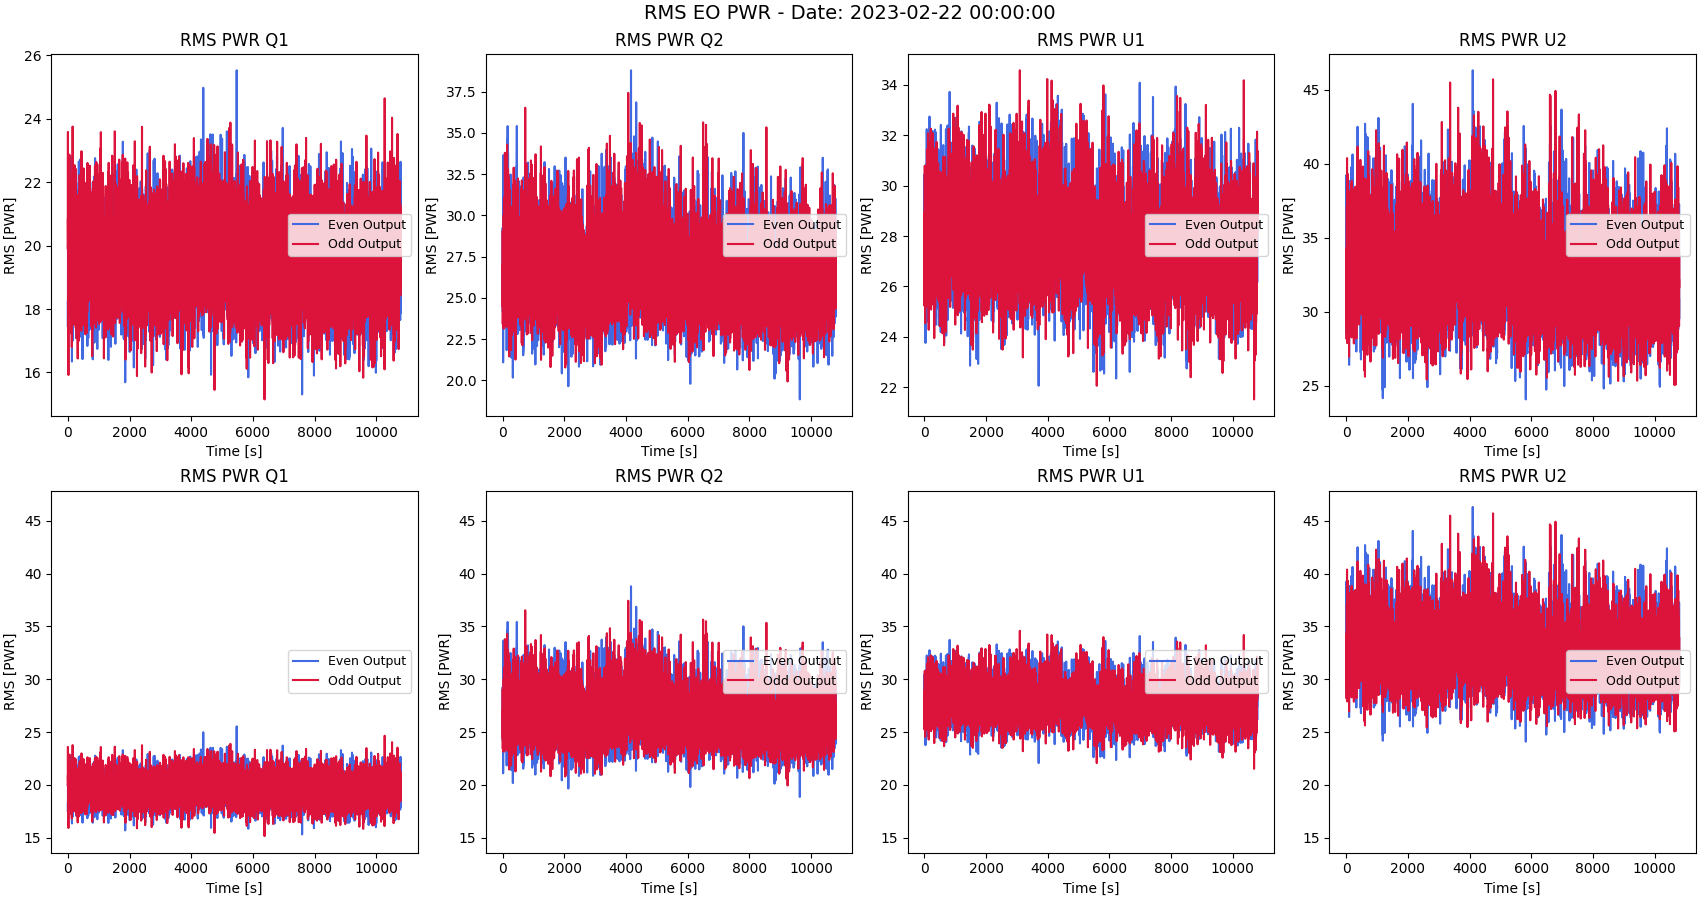 RMS EO PWR - Date: 2023-02-22 00:00:00
RMS PWR Q1
RMS PWR Q2
RMS PWR U1
RMS PWR U2
RMS [PWR]
26
24
22
20
18
16
Even Output
Odd Output
0 2000 4000 6000 8000 10000
Time [s]
RMS [PWR]
37.5
35.0
32.5
30.0
27.5
25.0
22.5
20.0
Even Output
Odd Output
0 2000 4000 6000 8000 10000
Time [s]
RMS [PWR]
34
32
30
28
26
24
22
Even Output
Odd Output
0 2000 4000 6000 8000 10000
Time [s]
RMS [PWR]
45
40
35
30
25
Even Output
Odd Output
0 2000 4000 6000 8000 10000
Time [s]
RMS PWR Q1
RMS PWR Q2
RMS PWR U1
RMS PWR U2
RMS [PWR]
45
40
35
30
25
20
15
Even Output
Odd Output
0 2000 4000 6000 8000 10000
Time [s]
RMS [PWR]
45
40
35
30
25
20
15
Even Output
Odd Output
0 2000 4000 6000 8000 10000
Time [s]
RMS [PWR]
45
40
35
30
25
20
15
Even Output
Odd Output
0 2000 4000 6000 8000 10000
Time [s]
RMS [PWR]
45
40
35
30
25
20
15
Even Output
Odd Output
0 2000 4000 6000 8000 10000
Time [s]